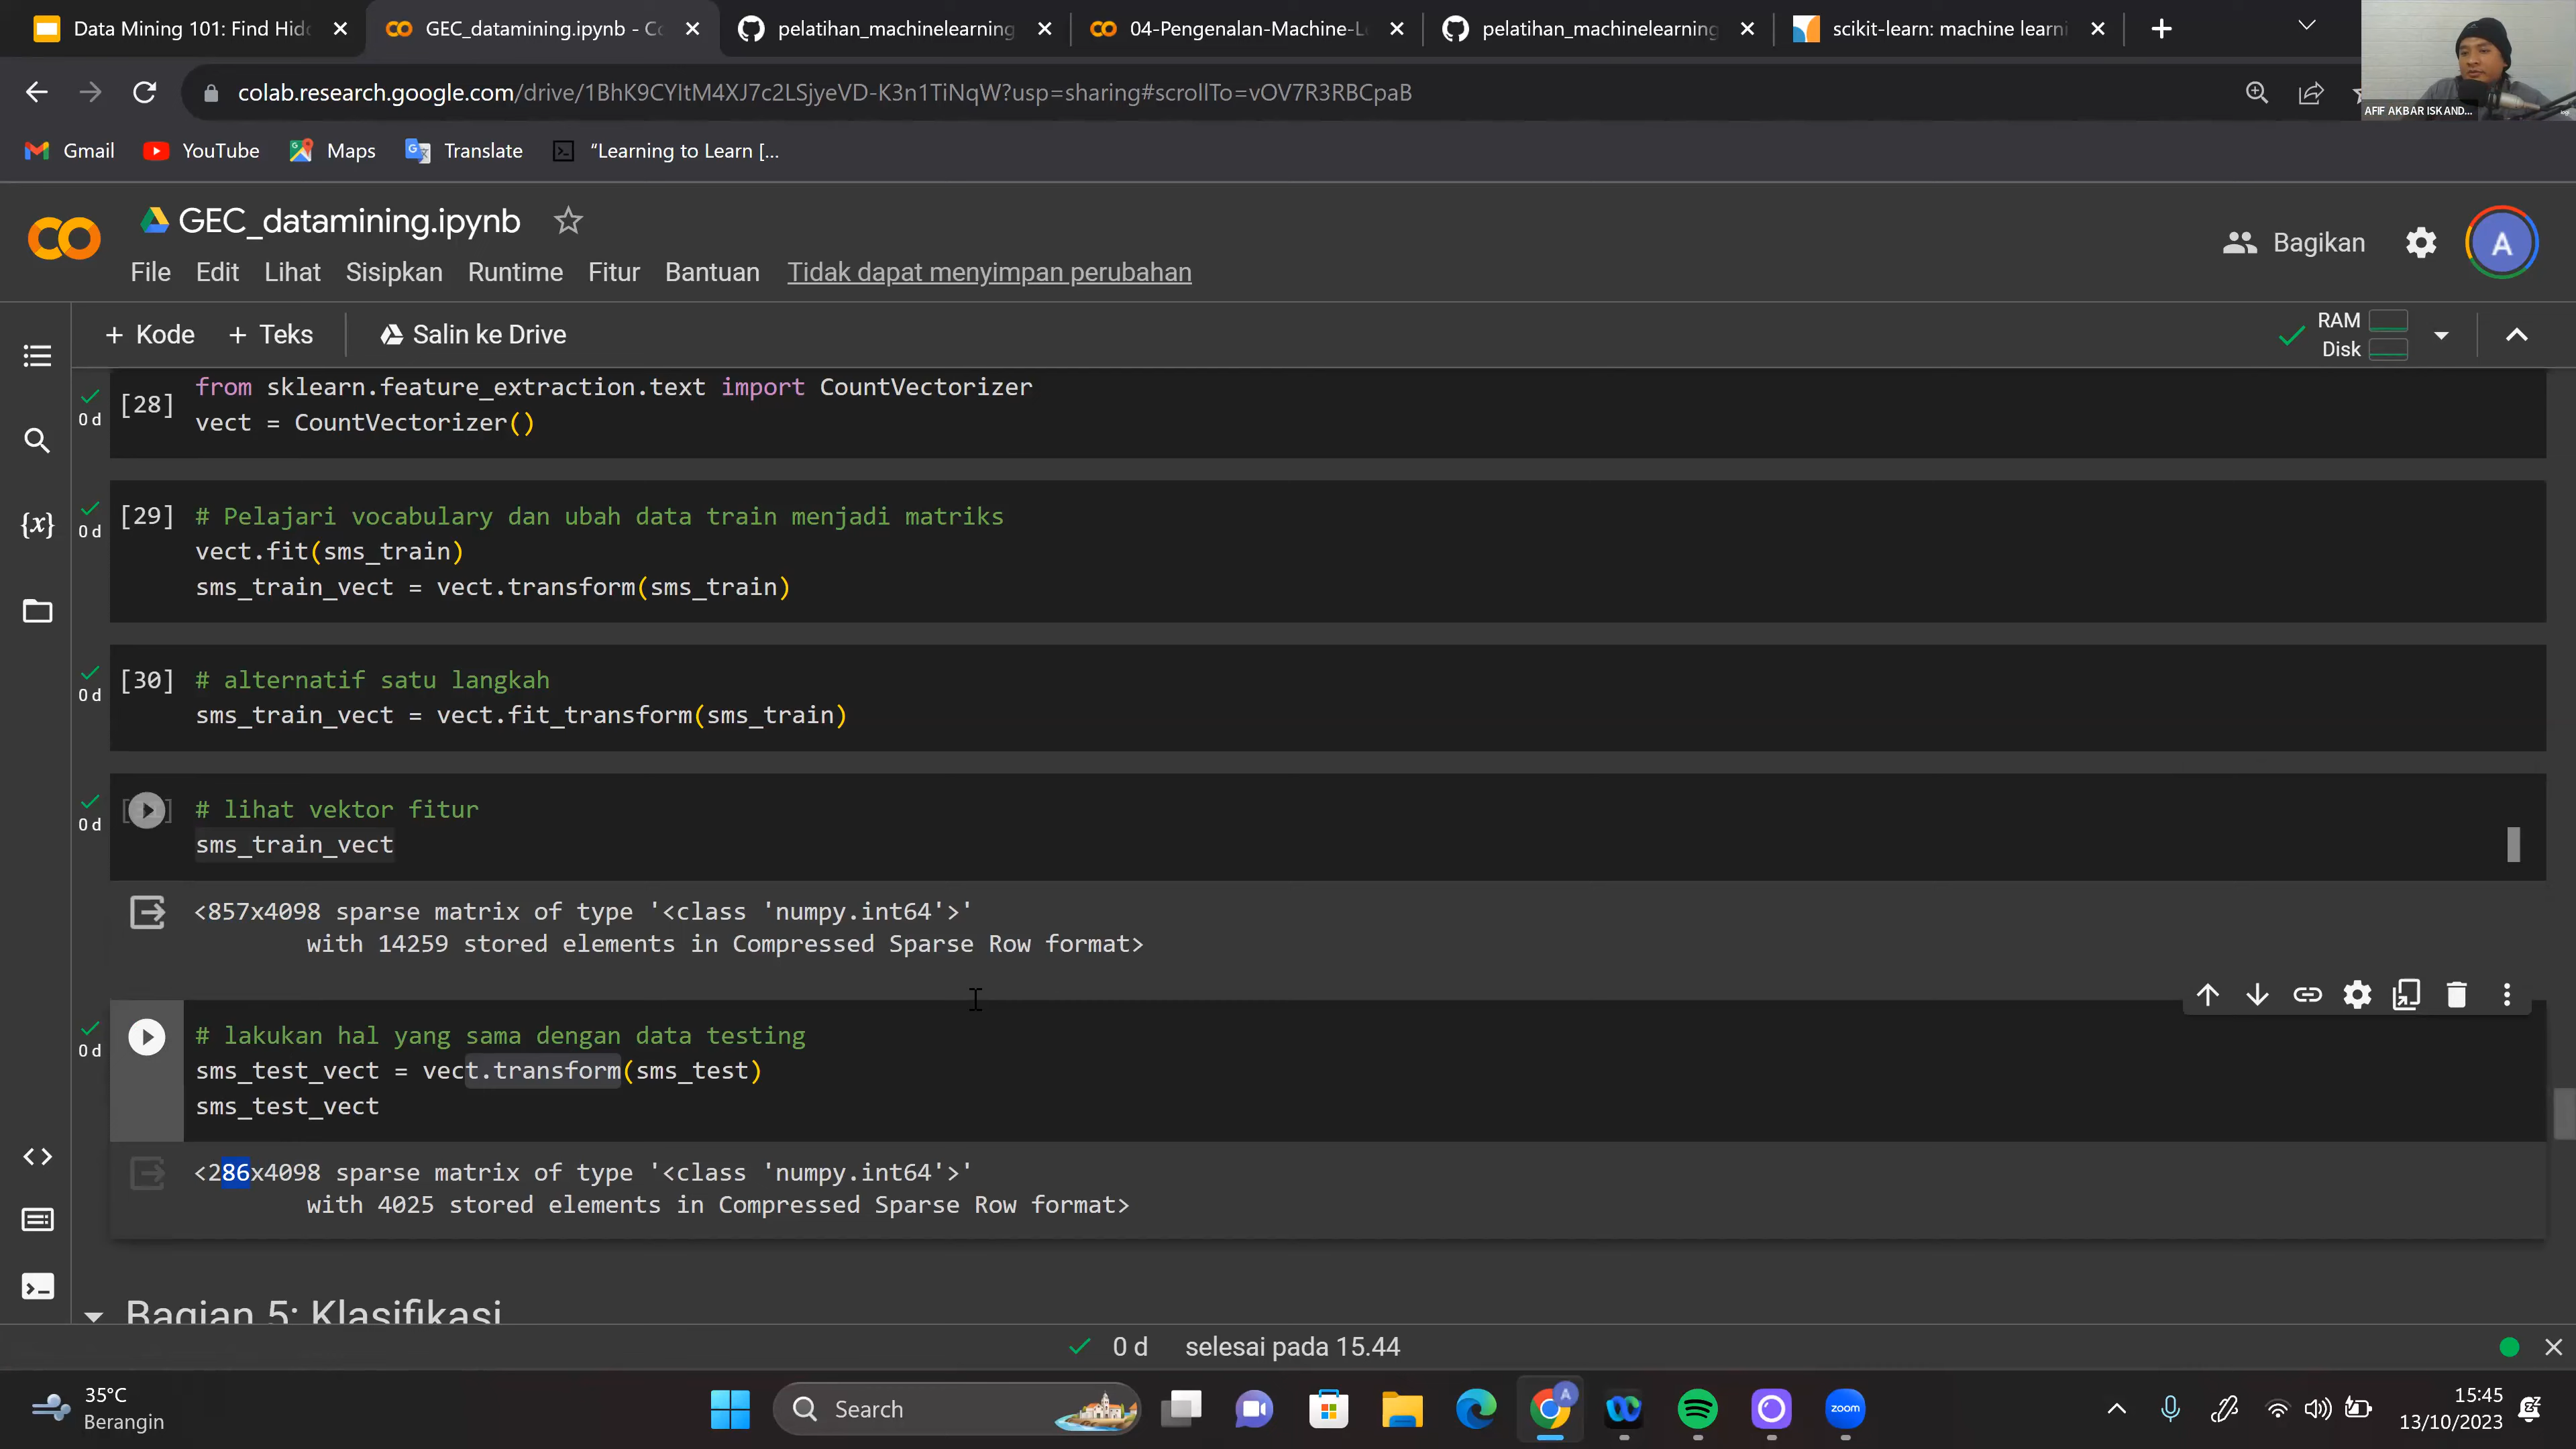 Data Mining 101: Find Hid
GEC_datamining.ipynb - Co
pelatihan_machinelearning
04-Pengenalan-Machine-Le
pelatihan_machinelearning
scikit-learn: machine learni
colab.research.google.com/drive/1BhK9CYItM4XJ7c2LSjyeVD-K3n1TiNqW?usp=sharing#scrollTo=vOV7R3RBCpaB
AFIF AKBAR ISKAND...
Gmail
YouTube
Maps
Translate
“Learning to Learn [...
GEC_datamining.ipynb
Bagikan
A
File Edit Lihat Sisipkan Runtime Fitur Bantuan Tidak dapat menyimpan perubahan
+ Kode + Teks Salin ke Drive
RAM
Disk
0 d
[28] from sklearn.feature_extraction.text import CountVectorizer
vect = CountVectorizer()
0 d
[29] # Pelajari vocabulary dan ubah data train menjadi matriks
vect.fit(sms_train)
sms_train_vect = vect.transform(sms_train)
0 d
[30] # alternatif satu langkah
sms_train_vect = vect.fit_transform(sms_train)
0 d
# lihat vektor fitur
sms_train_vect
<857x4098 sparse matrix of type '<class 'numpy.int64'>'
with 14259 stored elements in Compressed Sparse Row format>
0 d
# lakukan hal yang sama dengan data testing
sms_test_vect = vect.transform(sms_test)
sms_test_vect
<286x4098 sparse matrix of type '<class 'numpy.int64'>'
with 4025 stored elements in Compressed Sparse Row format>
Bagian 5: Klasifikasi
0 d selesai pada 15.44
35°C
Berangin
Search
A
zoom
15:45
13/10/2023